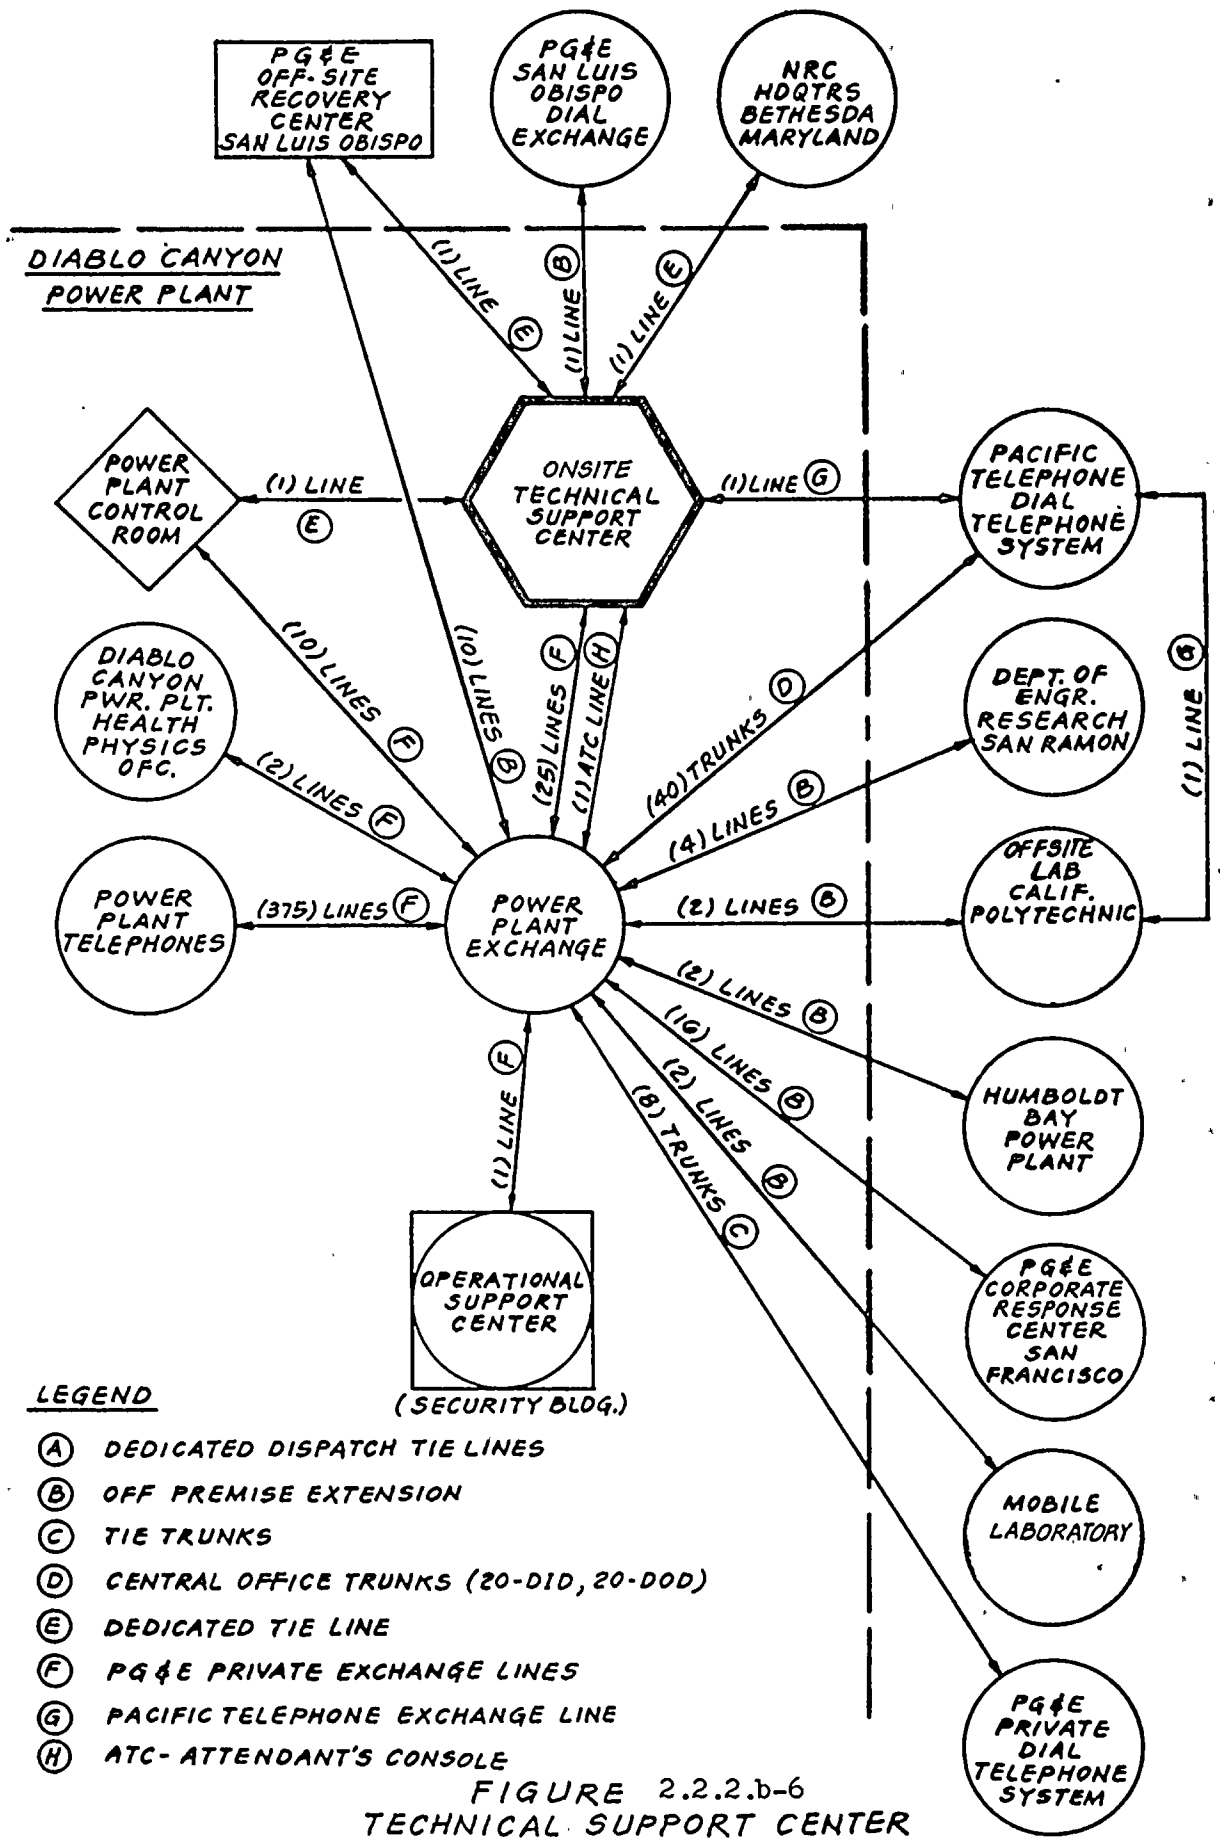 PG&E
OFF-SITE
RECOVERY
CENTER
SAN LUIS OBISPO
PG&E
SAN LUIS
OBISPO
DIAL
EXCHANGE
NRC
HDQTRS
BETHESDA
MARYLAND
DIABLO CANYON
POWER PLANT
(1) LINE E
(1) LINE B
(1) LINE E
POWER
PLANT
CONTROL
ROOM
(1) LINE
E
ONSITE
TECHNICAL
SUPPORT
CENTER
(1) LINE G
PACIFIC
TELEPHONE
DIAL
TELEPHONE
SYSTEM
(10) LINES F
(10) LINES B
(25) LINES F
(1) ATC LINE H
(40) TRUNKS D
(1) LINE
DIABLO
CANYON
PWR. PLT.
HEALTH
PHYSICS
OFC.
(2) LINES F
DEPT. OF
ENGR.
RESEARCH
SAN RAMON
(4) LINES B
POWER
PLANT
TELEPHONES
(375) LINES F
POWER
PLANT
EXCHANGE
(2) LINES B
OFFSITE
LAB
CALIF.
POLYTECHNIC
(2) LINES B
(16) LINES B
(2) LINES B
(8) TRUNKS C
(1) LINE F
HUMBOLDT
BAY
POWER
PLANT
OPERATIONAL
SUPPORT
CENTER
(SECURITY BLDG.)
PG&E
CORPORATE
RESPONSE
CENTER
SAN
FRANCISCO
MOBILE
LABORATORY
PG&E
PRIVATE
DIAL
TELEPHONE
SYSTEM
LEGEND
A DEDICATED DISPATCH TIE LINES
B OFF PREMISE EXTENSION
C TIE TRUNKS
D CENTRAL OFFICE TRUNKS (20-DID, 20-DOD)
E DEDICATED TIE LINE
F PG&E PRIVATE EXCHANGE LINES
G PACIFIC TELEPHONE EXCHANGE LINE
H ATC-ATTENDANT'S CONSOLE
FIGURE 2.2.2.b-6
TECHNICAL SUPPORT CENTER